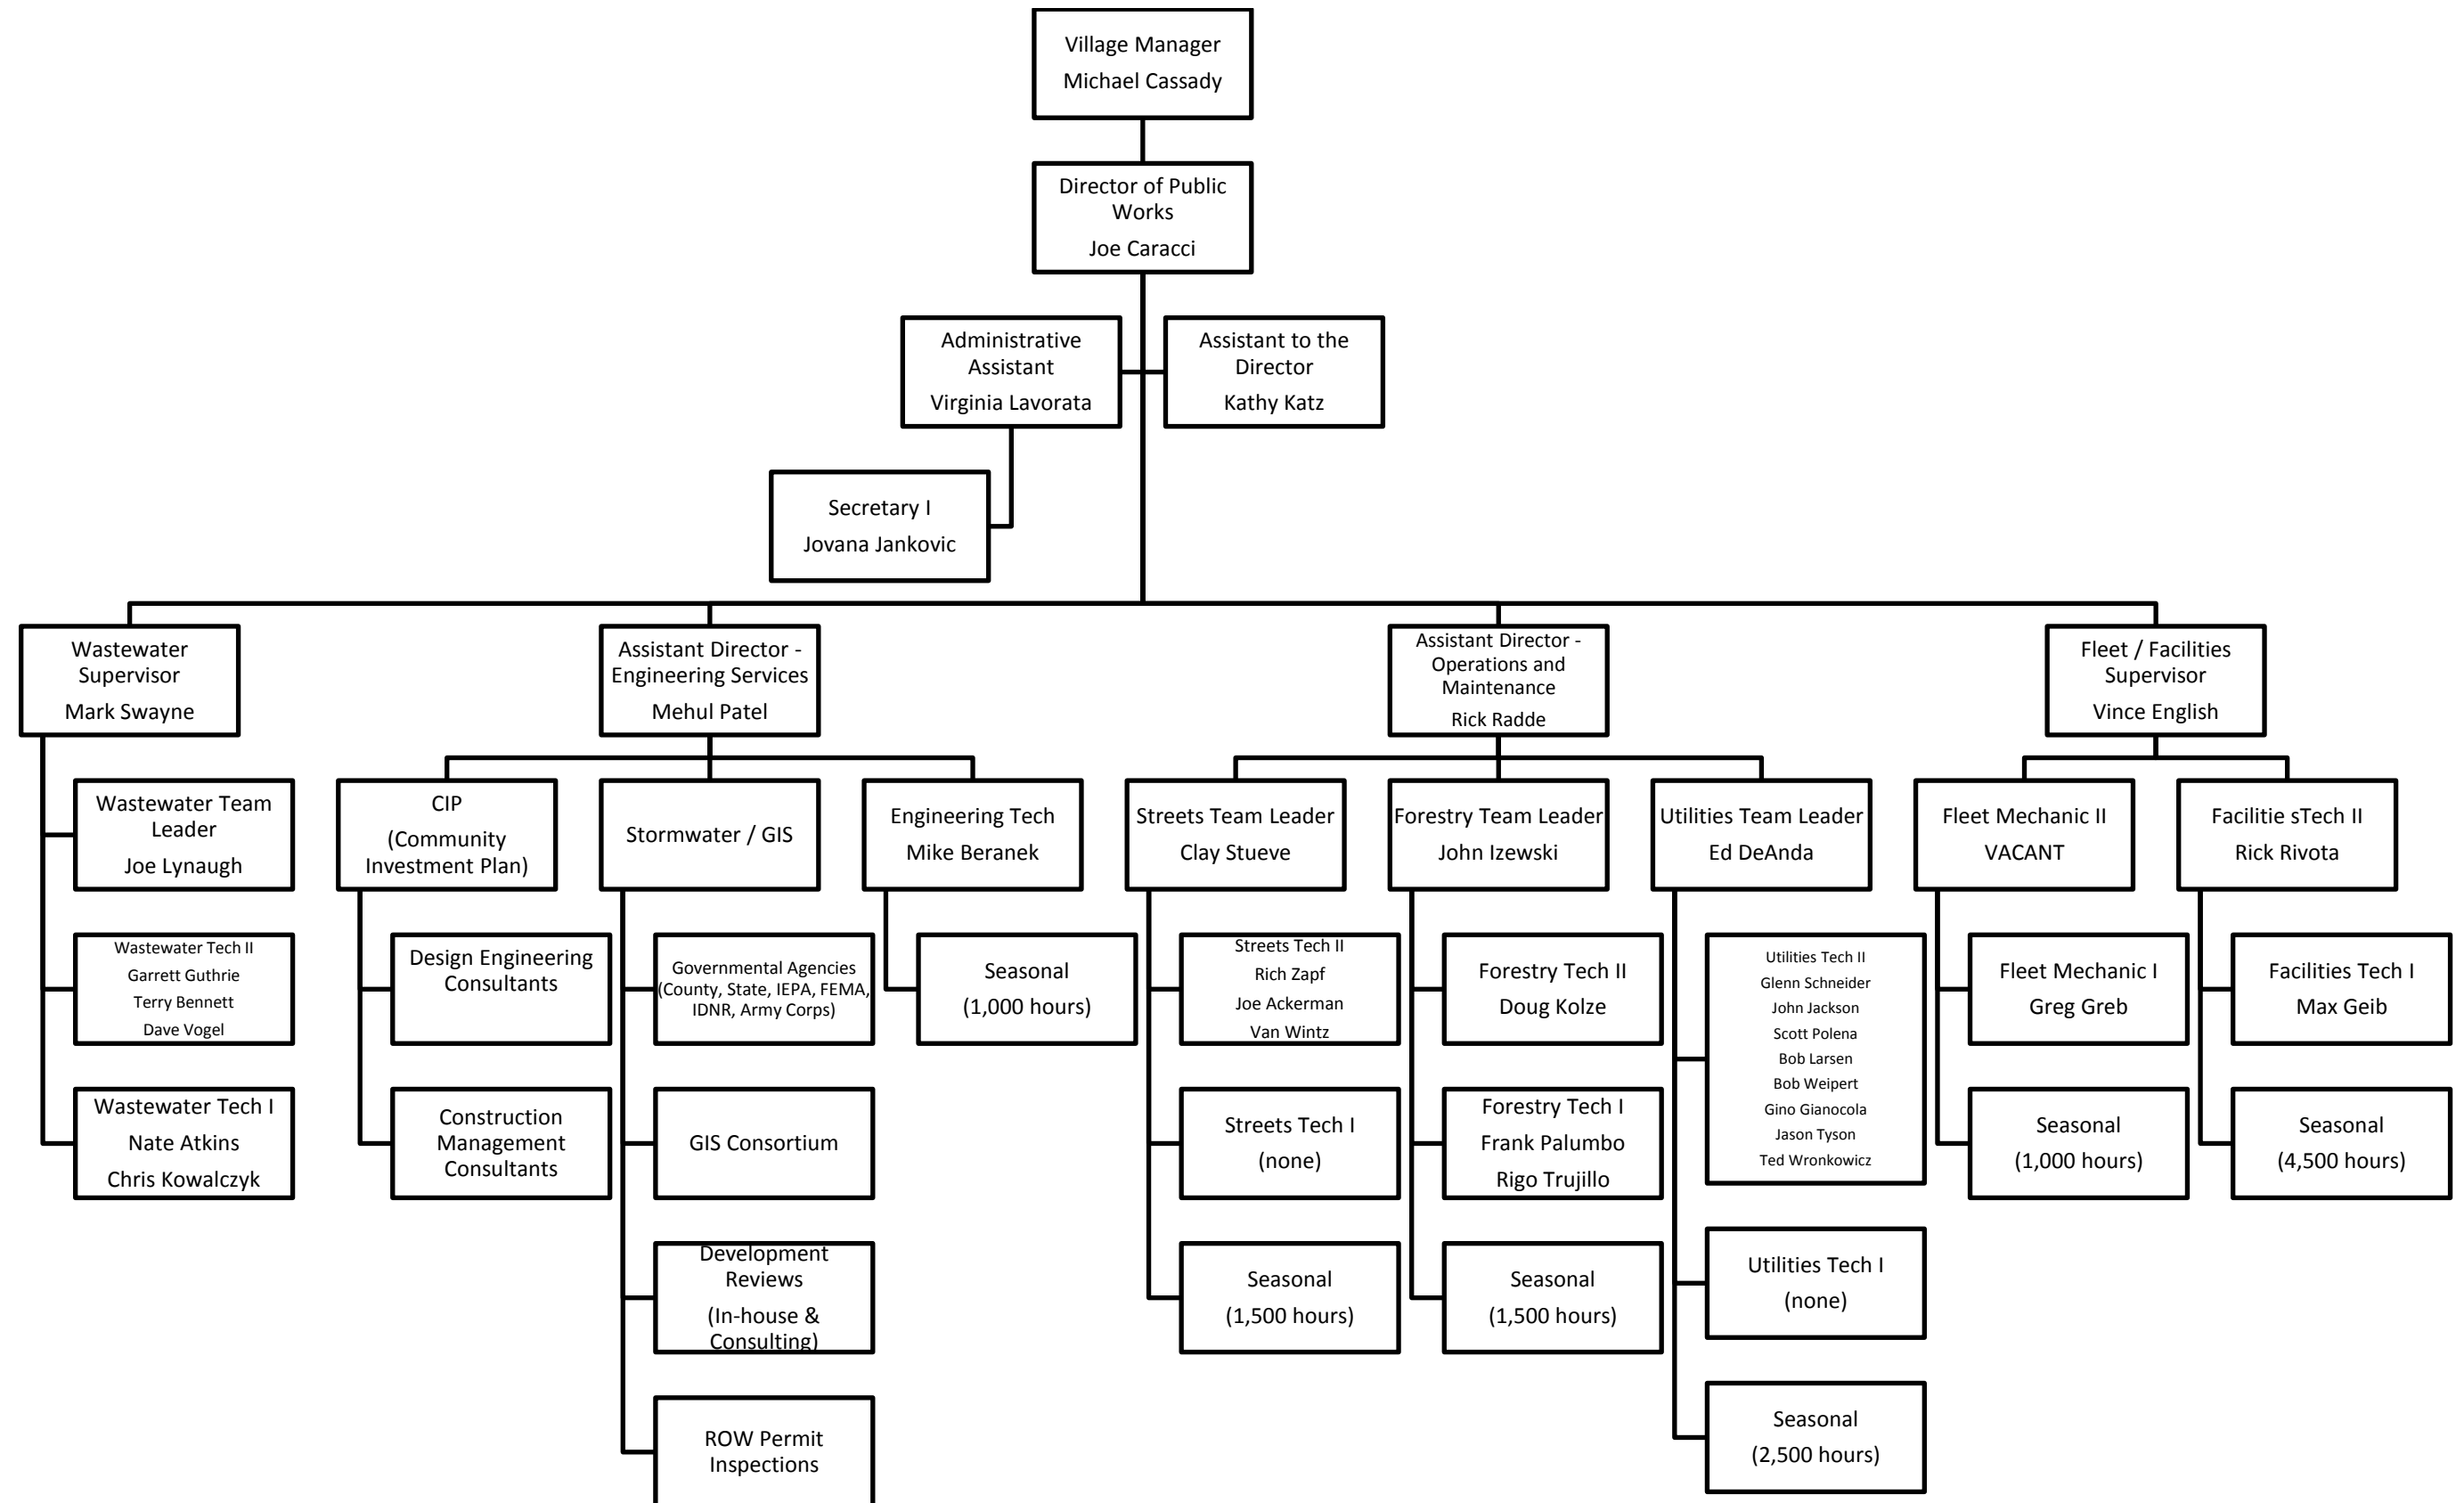 Village Manager
Michael Cassady
Director of Public
Works
Joe Caracci
Administrative
Assistant
Virginia Lavorata
Assistant to the
Director
Kathy Katz
Secretary I
Jovana Jankovic
Wastewater
Supervisor
Mark Swayne
Assistant Director -
Engineering Services
Mehul Patel
Assistant Director -
Operations and
Maintenance
Rick Radde
Fleet / Facilities
Supervisor
Vince English
Wastewater Team
Leader
Joe Lynaugh
CIP
(Community
Investment Plan)
Stormwater / GIS
Engineering Tech
Mike Beranek
Streets Team Leader
Clay Stueve
Forestry Team Leader
John Izewski
Utilities Team Leader
Ed DeAnda
Fleet Mechanic II
VACANT
Facilitie sTech II
Rick Rivota
Wastewater Tech II
Garrett Guthrie
Terry Bennett
Dave Vogel
Design Engineering
Consultants
Governmental Agencies
(County, State, IEPA, FEMA,
IDNR, Army Corps)
Seasonal
(1,000 hours)
Streets Tech II
Rich Zapf
Joe Ackerman
Van Wintz
Forestry Tech II
Doug Kolze
Utilities Tech II
Glenn Schneider
John Jackson
Scott Polena
Bob Larsen
Bob Weipert
Gino Gianocola
Jason Tyson
Ted Wronkowicz
Fleet Mechanic I
Greg Greb
Facilities Tech I
Max Geib
Wastewater Tech I
Nate Atkins
Chris Kowalczyk
Construction
Management
Consultants
GIS Consortium
Streets Tech I
(none)
Forestry Tech I
Frank Palumbo
Rigo Trujillo
Seasonal
(1,000 hours)
Seasonal
(4,500 hours)
Development
Reviews
(In-house &
Consulting)
Seasonal
(1,500 hours)
Seasonal
(1,500 hours)
Utilities Tech I
(none)
ROW Permit
Inspections
Seasonal
(2,500 hours)